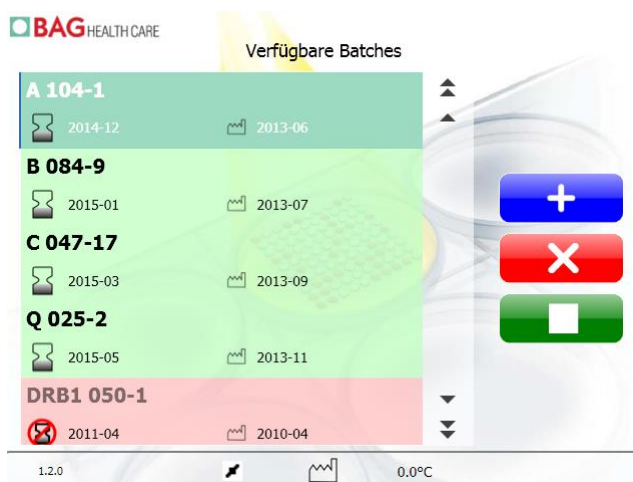 BAG HEALTH CARE
Verfügbare Batches
A 104-1
2014-12 2013-06
B 084-9
2015-01 2013-07
C 047-17
2015-03 2013-09
Q 025-2
2015-05 2013-11
DRB1 050-1
2011-04 2010-04
1.2.0 0.0°C